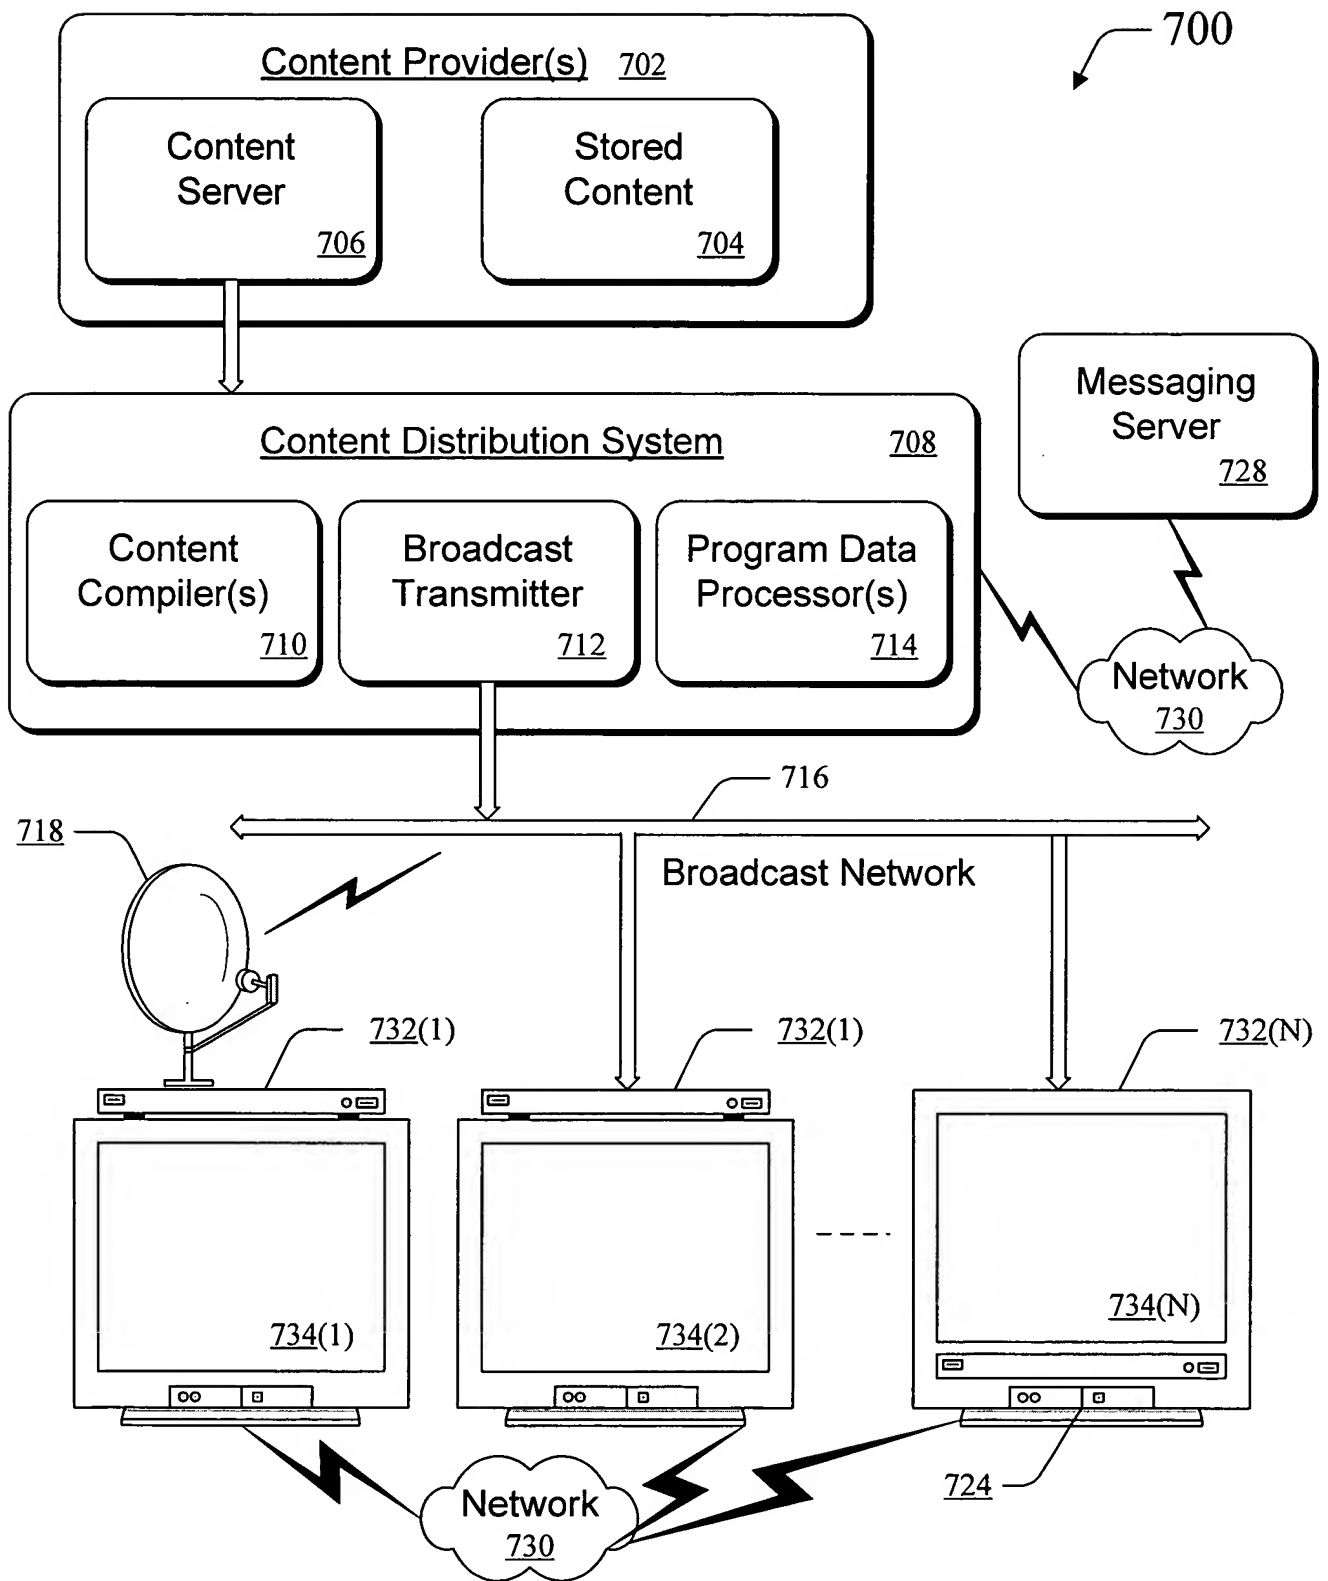 700
Content Provider(s) 702
Content
Server
706
Stored
Content
704
Messaging
Server
728
Content Distribution System 708
Content
Compiler(s)
710
Broadcast
Transmitter
712
Program Data
Processor(s)
714
Network
730
716
718
Broadcast Network
732(1)
732(1)
732(N)
734(1)
734(2)
734(N)
724
Network
730